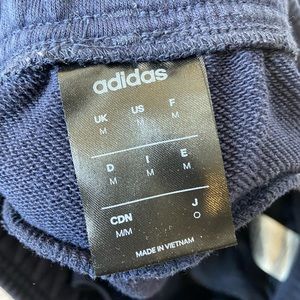 adidas
UK US F
M M M
D I E
M M M
CDN J
M/M O
MADE IN VIETNAM